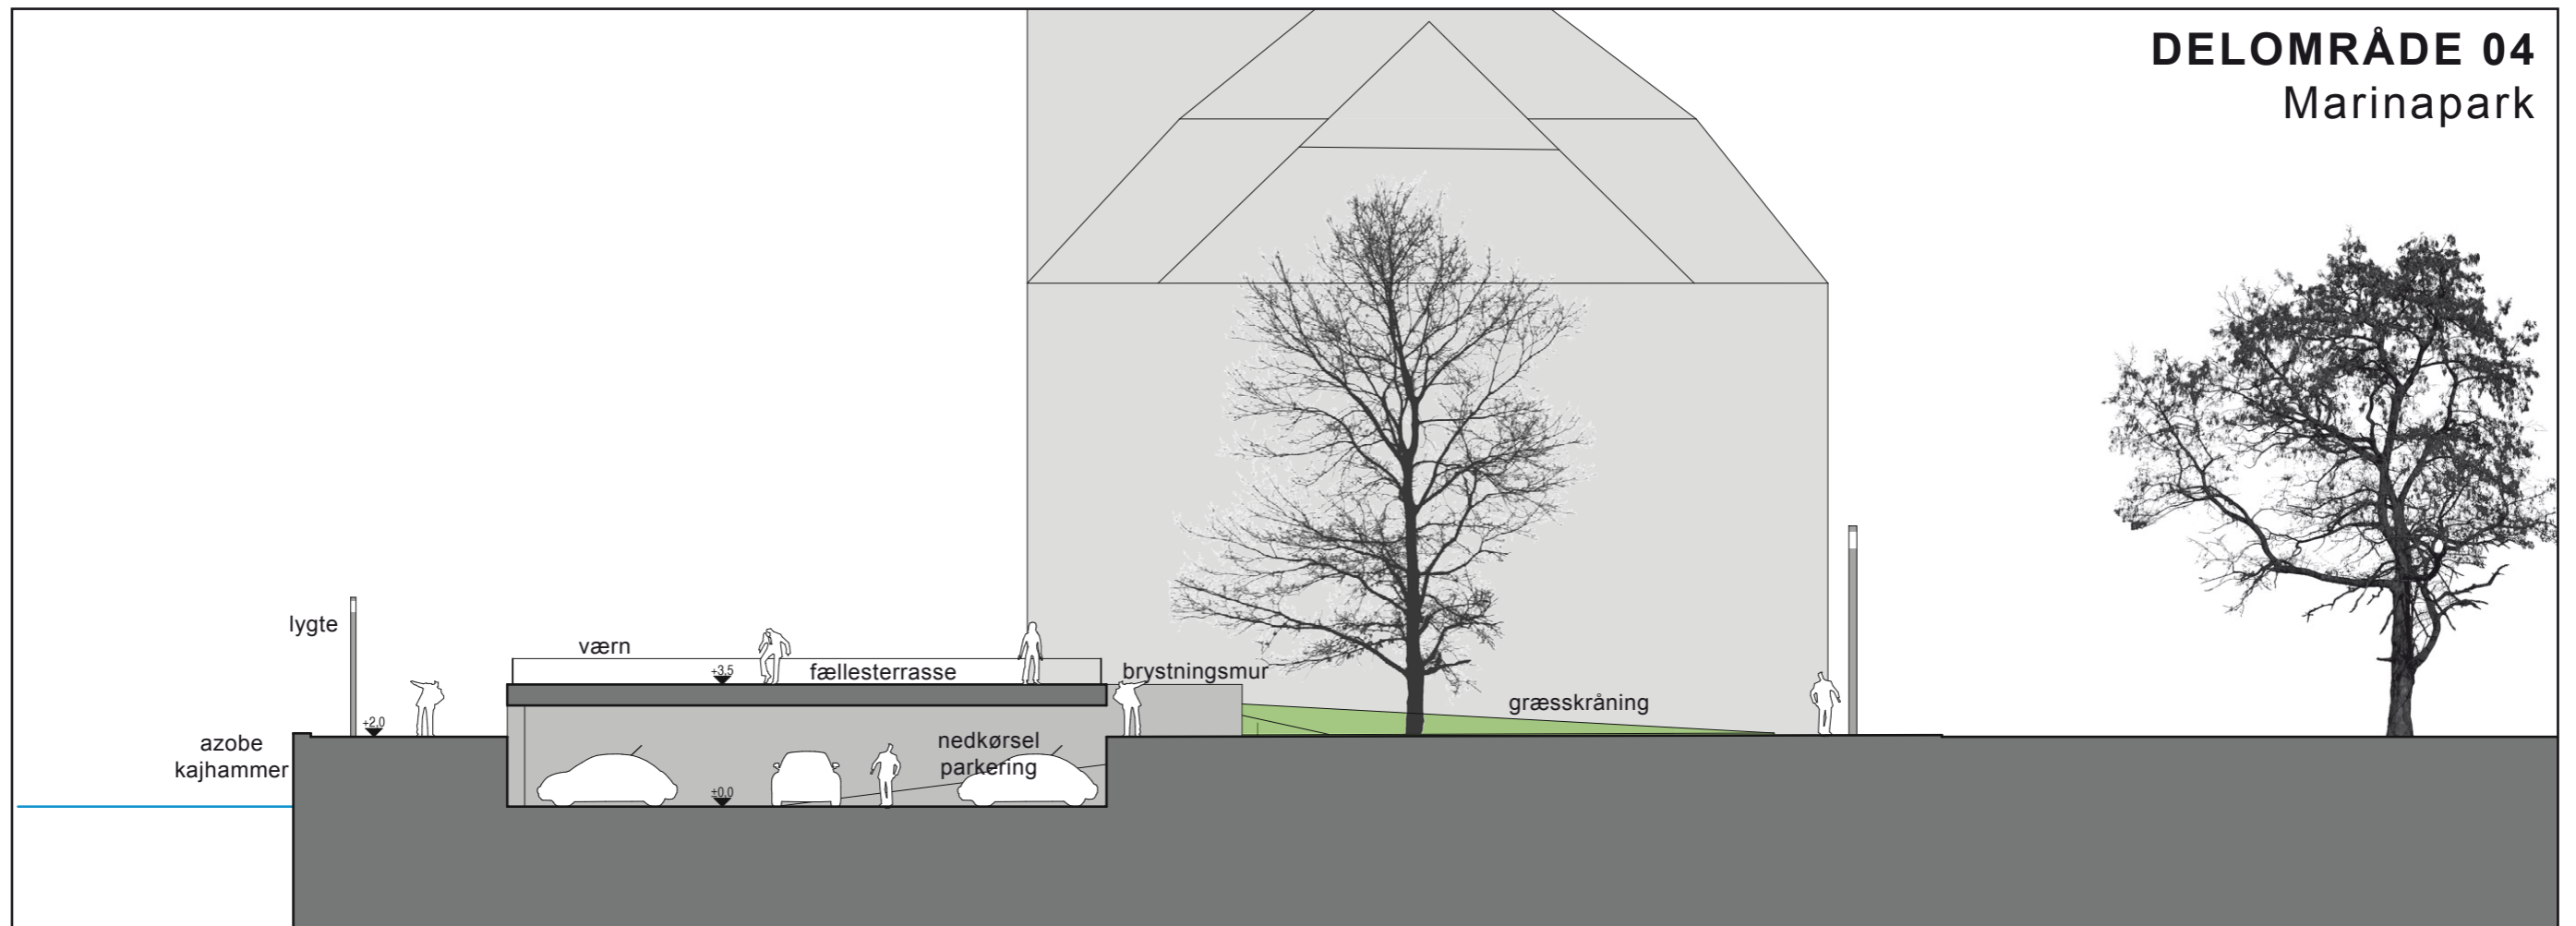 DELOMRÅDE 04
Marinapark
lygte
værn
+3,5
fællesterrasse
brystningsmur
græsskråning
+2,0
azobe
kajhammer
nedkørsel
parkering
±0,0